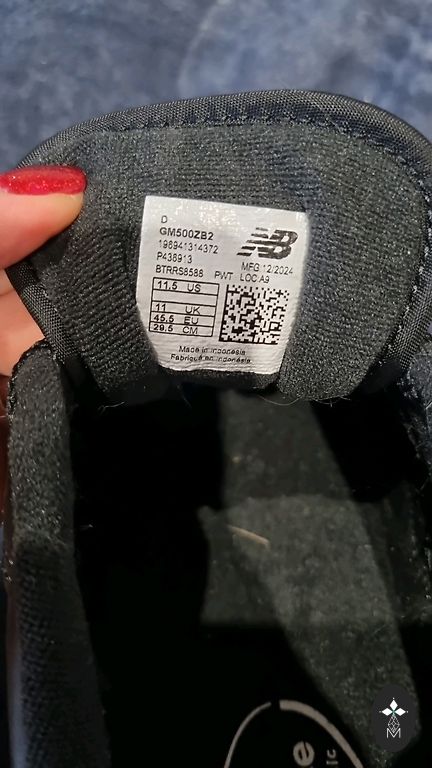 D
GM500ZB2
198941314372
P438913
BTRRS8588 PWT
MFG 12/2024
LOC A9
11.5 US
11 UK
45.5 EU
29.5 CM
Made in Indonesia
Fabriqué en Indonésie